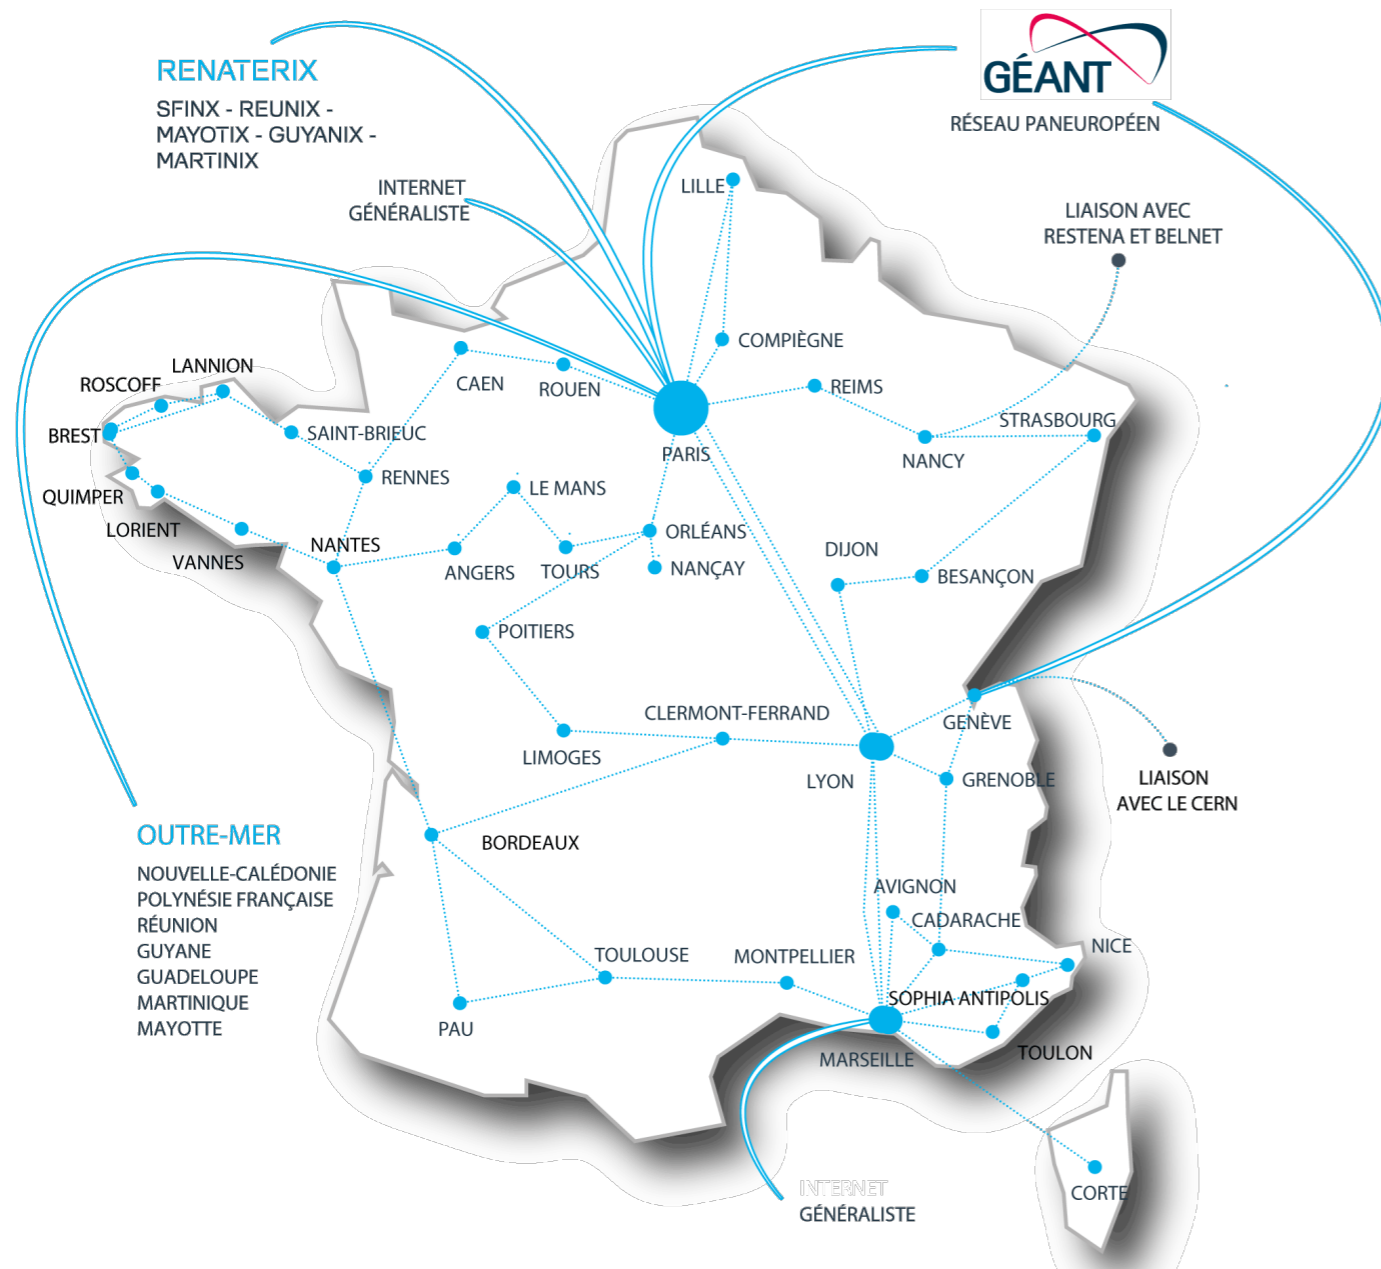 RENATERIX
SFINX - REUNIX -
MAYOTIX - GUYANIX -
MARTINIX
GÉANT
RÉSEAU PANEUROPÉEN
INTERNET
GÉNÉRALISTE
LILLE
LIAISON AVEC
RESTENA ET BELNET
COMPIÈGNE
LANNION
ROSCOFF
CAEN
ROUEN
REIMS
BREST
SAINT-BRIEUC
STRASBOURG
PARIS
NANCY
RENNES
LE MANS
QUIMPER
LORIENT
ORLÉANS
NANTES
DIJON
VANNES
ANGERS
TOURS
NANÇAY
BESANÇON
POITIERS
CLERMONT-FERRAND
GENÈVE
LIMOGES
LYON
GRENOBLE
LIAISON
AVEC LE CERN
OUTRE-MER
NOUVELLE-CALÉDONIE
POLYNÉSIE FRANÇAISE
RÉUNION
GUYANE
GUADELOUPE
MARTINIQUE
MAYOTTE
BORDEAUX
AVIGNON
CADARACHE
NICE
TOULOUSE
MONTPELLIER
SOPHIA ANTIPOLIS
PAU
MARSEILLE
TOULON
INTERNET
GÉNÉRALISTE
CORTE